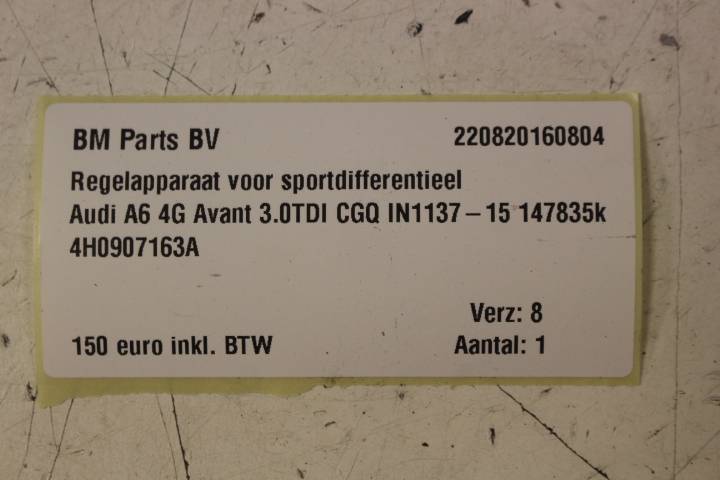 BM Parts BV 220820160804
Regelapparaat voor sportdifferentieel
Audi A6 4G Avant 3.0TDI CGQ IN1137 – 15 147835k
4H0907163A
Verz: 8
150 euro inkl. BTW Aantal: 1